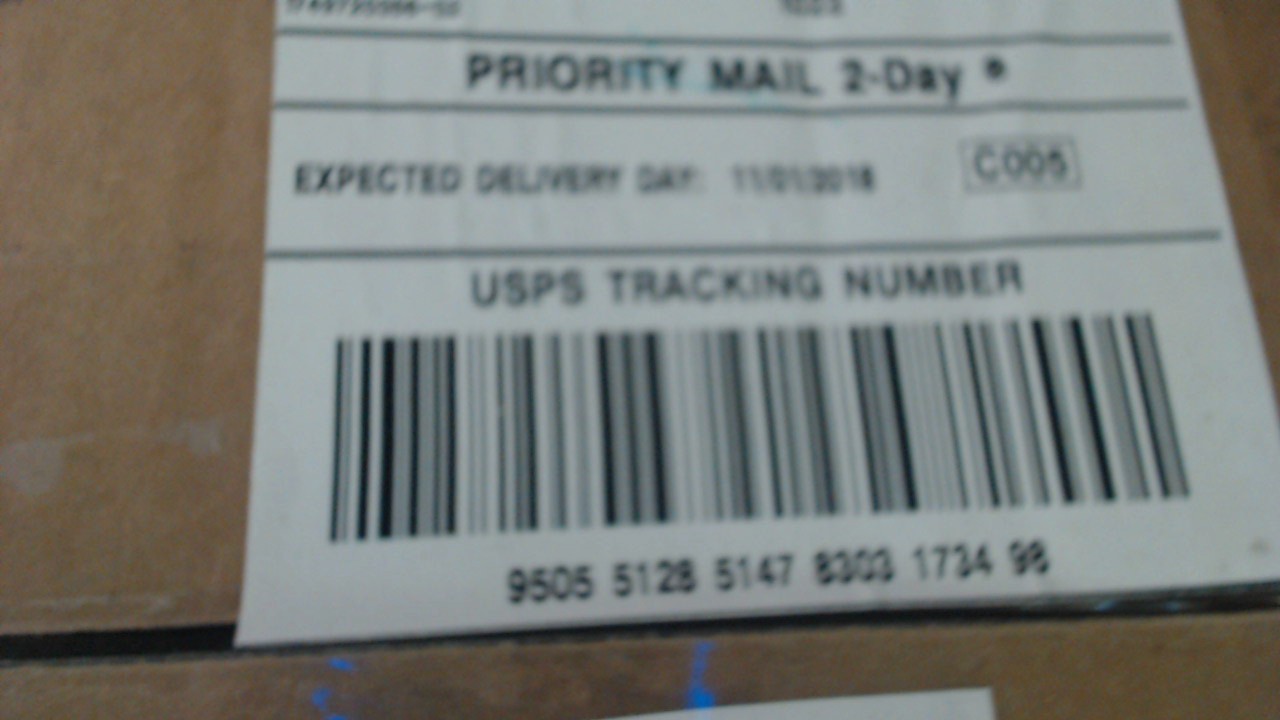 PRIORITY MAIL 2-Day ®
EXPECTED DELIVERY DAY: 11/01/2018
C005
USPS TRACKING NUMBER
9505 5128 5147 8303 1734 98